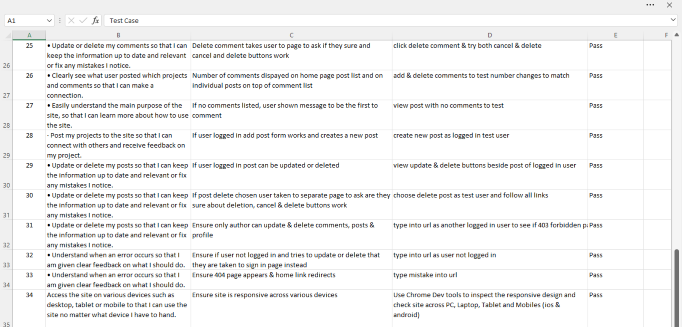 A1 fx Test Case
A B C D E F
26 25 • Update or delete my comments so that I can keep the information up to date and relevant or fix any mistakes I notice. Delete comment takes user to page to ask if they sure and cancel and delete buttons work click delete comment & try both cancel & delete Pass
27 26 • Clearly see what user posted which projects and comments so that I can make a connection. Number of comments dispayed on home page post list and on individual posts on top of comment list add & delete comments to test number changes to match Pass
28 27 • Easily understand the main purpose of the site, so that I can learn more about how to use the site. If no comments listed, user shown message to be the first to comment view post with no comments to test Pass
29 28 - Post my projects to the site so that I can connect with others and receive feedback on my project. If user logged in add post form works and creates a new post create new post as logged in test user Pass
30 29 • Update or delete my posts so that I can keep the information up to date and relevant or fix any mistakes I notice. If user logged in post can be updated or deleted view update & delete buttons beside post of logged in user Pass
31 30 • Update or delete my posts so that I can keep the information up to date and relevant or fix any mistakes I notice. If post delete chosen user taken to separate page to ask are they sure about deletion, cancel & delete buttons work choose delete post as test user and follow all links Pass
32 31 • Update or delete my posts so that I can keep the information up to date and relevant or fix any mistakes I notice. Ensure only author can update & delete comments, posts & profile type into url as another logged in user to see if 403 forbidden pa Pass
33 32 • Understand when an error occurs so that I am given clear feedback on what I should do. Ensure if user not logged in and tries to update or delete that they are taken to sign in page instead type into url as user not logged in Pass
34 33 • Understand when an error occurs so that I am given clear feedback on what I should do. Ensure 404 page appears & home link redirects type mistake into url Pass
35 34 Access the site on various devices such as desktop, tablet or mobile to that I can use the site no matter what device I have to hand. Ensure site is responsive across various devices Use Chrome Dev tools to inspect the responsive design and check site across PC, Laptop, Tablet and Mobiles (ios & android) Pass